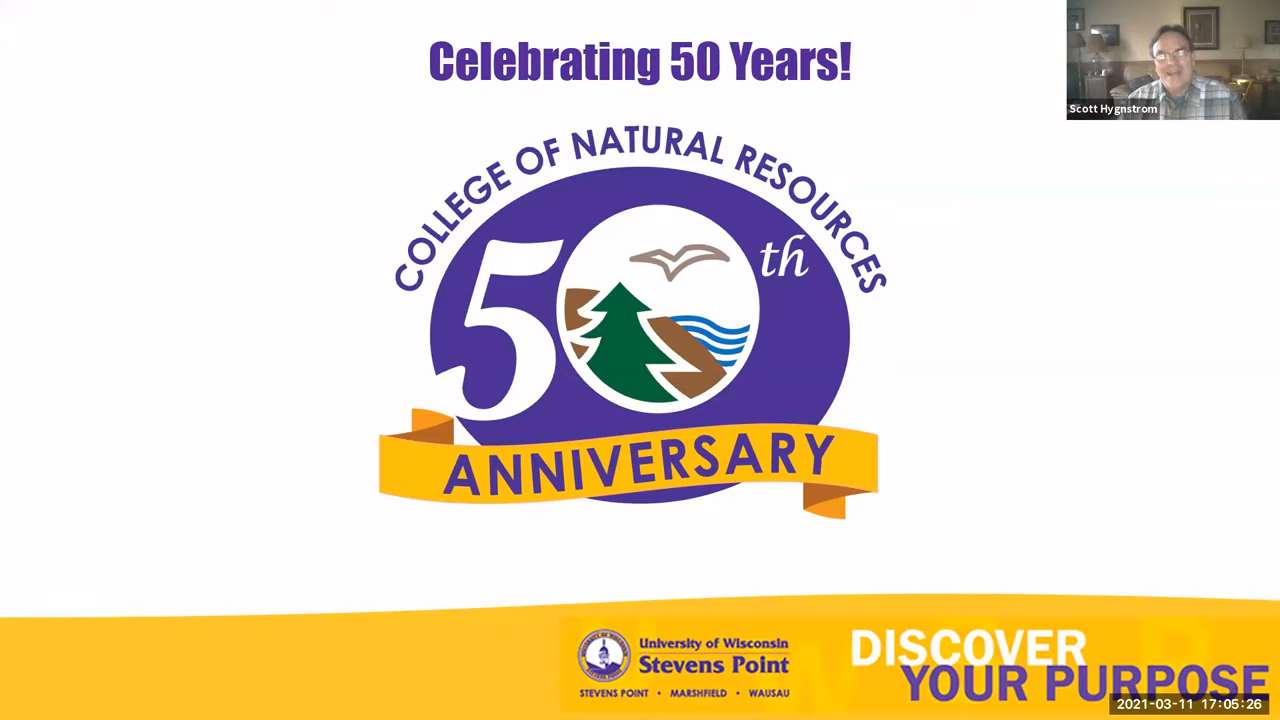 Celebrating 50 Years!
Scott Hygnstrom
COLLEGE OF NATURAL RESOURCES
50th
ANNIVERSARY
University of Wisconsin
Stevens Point
STEVENS POINT • MARSHFIELD • WAUSAU
DISCOVER
YOUR PURPOSE
2021-03-11 17:05:26